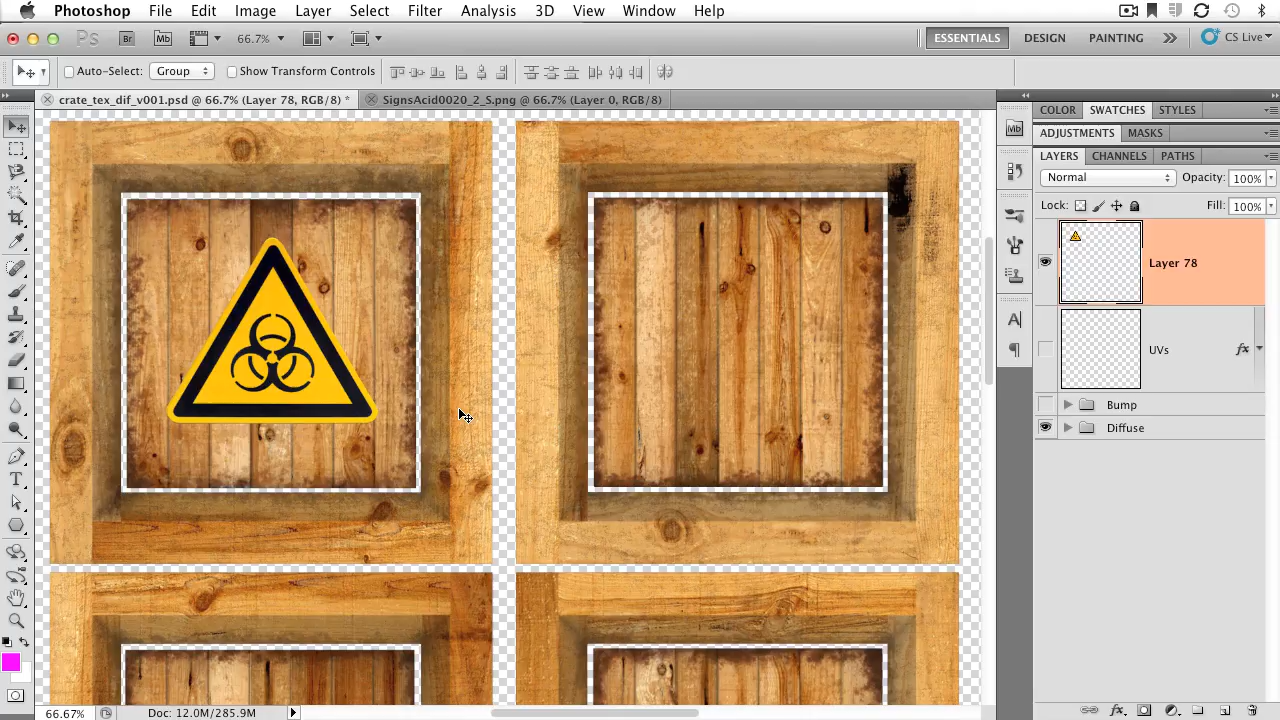 Photoshop File Edit Image Layer Select Filter Analysis 3D View Window Help
Ps Br Mb 66.7% ESSENTIALS DESIGN PAINTING CS Live
Auto-Select: Group Show Transform Controls
crate_tex_dif_v001.psd @ 66.7% (Layer 78, RGB/8) * SignsAcid0020_2_S.png @ 66.7% (Layer 0, RGB/8)
COLOR SWATCHES STYLES
Mb
ADJUSTMENTS MASKS
LAYERS CHANNELS PATHS
Normal Opacity: 100%
Lock: Fill: 100%
Layer 78
UVs fx
Bump
Diffuse
66.67% Doc: 12.0M/285.9M